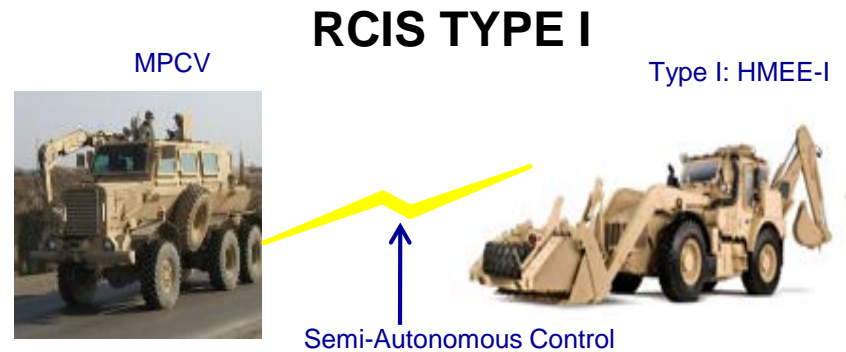 RCIS TYPE I
MPCV
Type I: HMEE-I
Semi-Autonomous Control